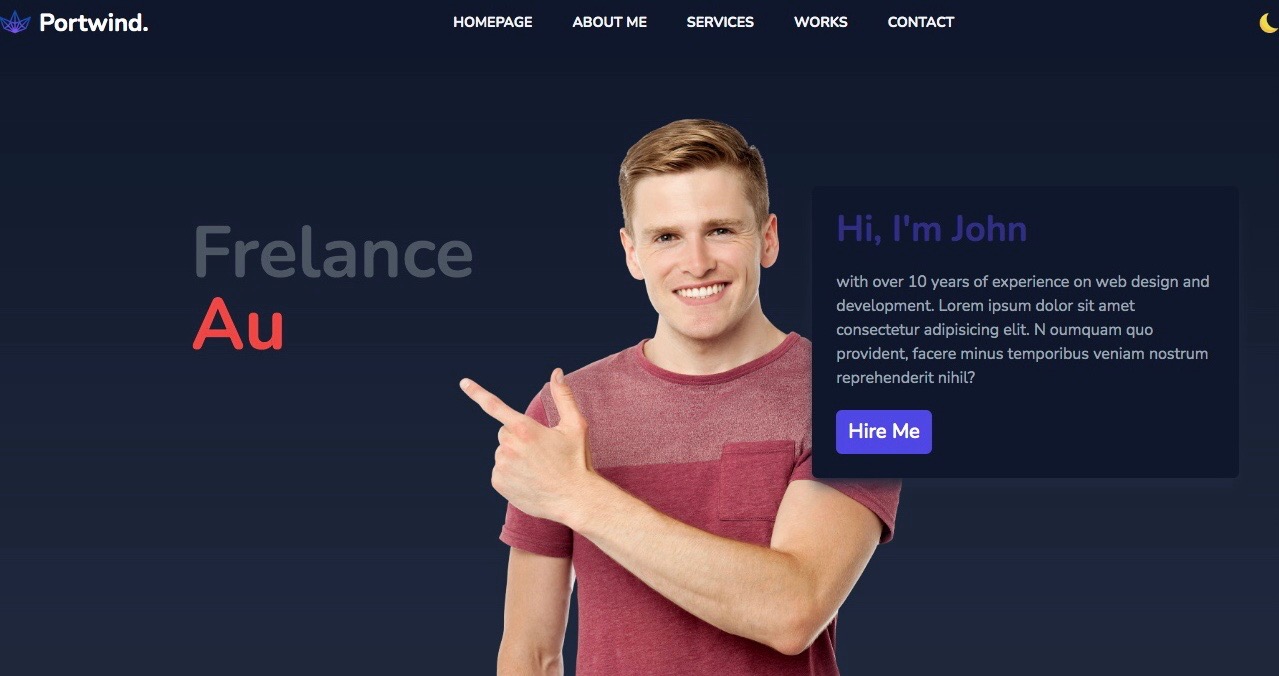 Portwind.
HOMEPAGE ABOUT ME SERVICES WORKS CONTACT
Frelance
Au
Hi, I'm John
with over 10 years of experience on web design and
development. Lorem ipsum dolor sit amet
consectetur adipisicing elit. N oumquam quo
provident, facere minus temporibus veniam nostrum
reprehenderit nihil?
Hire Me